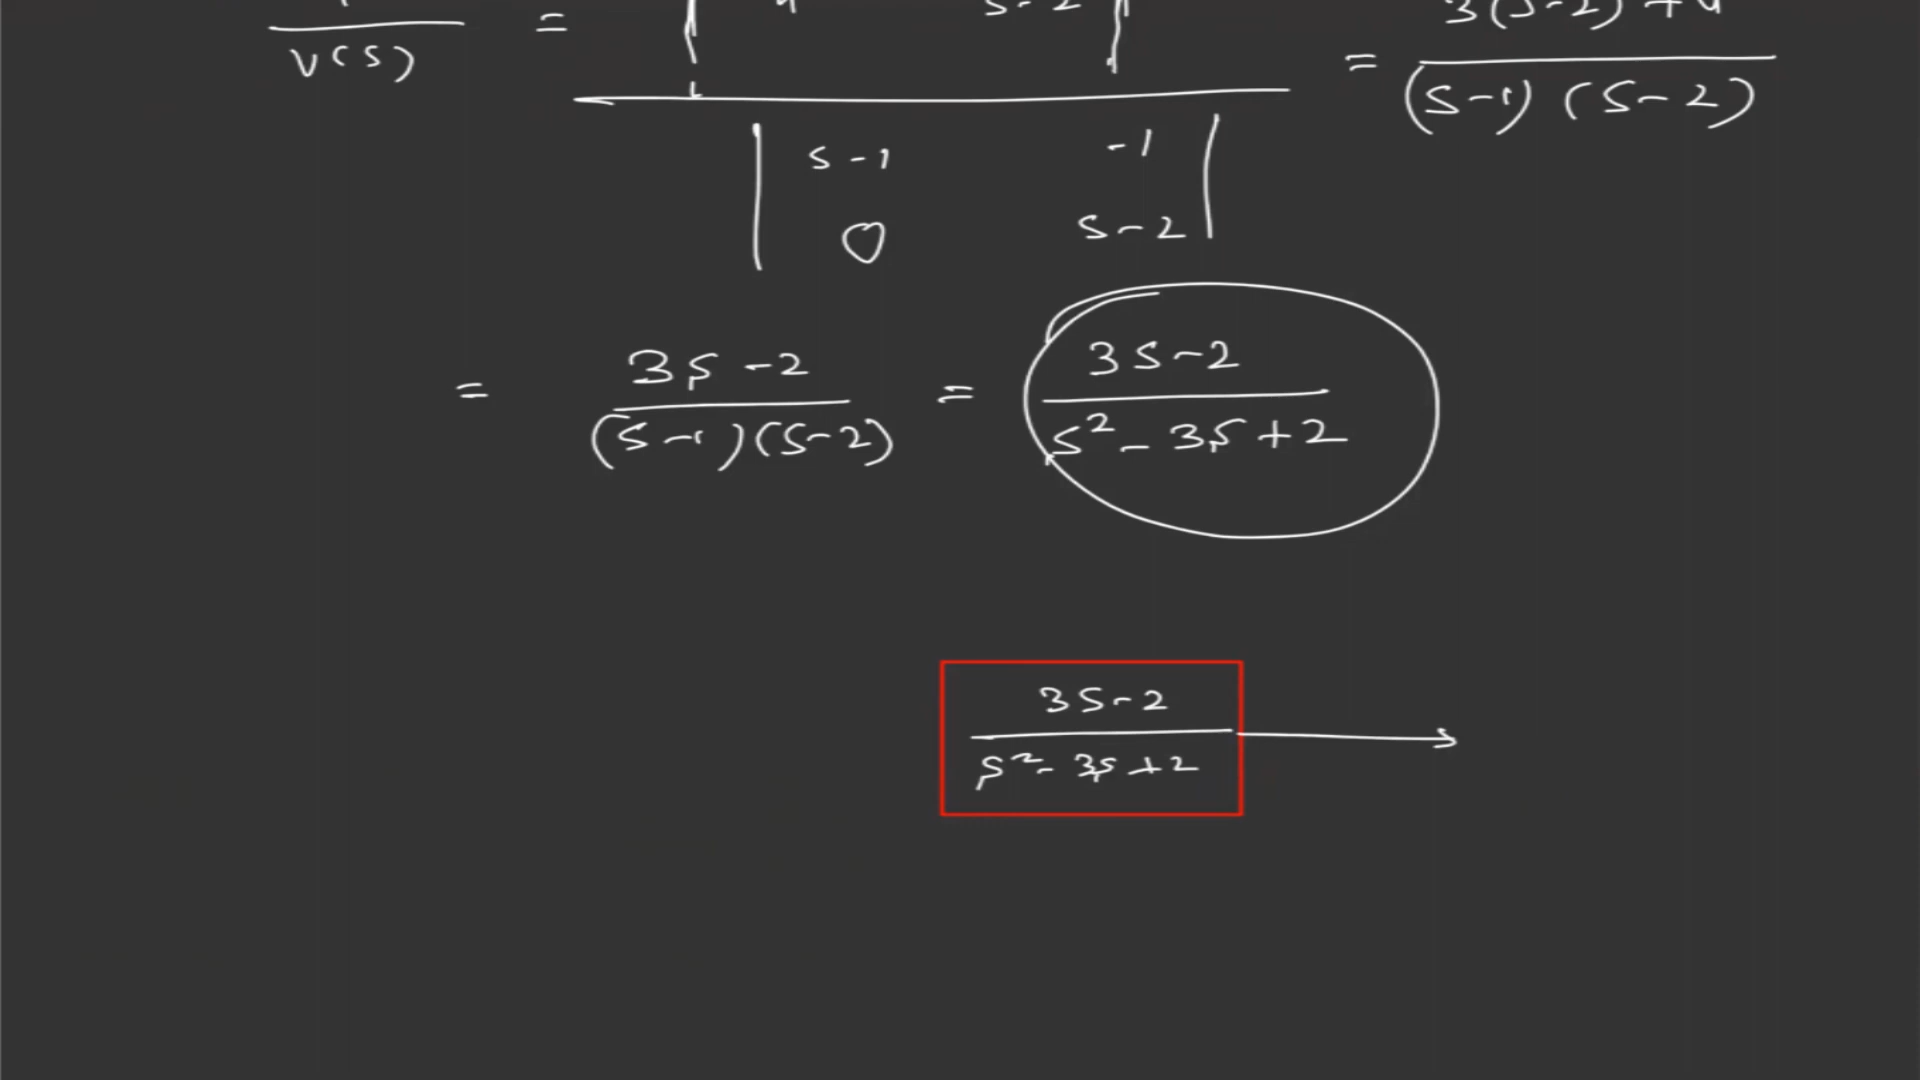 = s-2 = 3(s-2)+4
v(s) (s-1)(s-2)
s-1 -1
0 s-2
= 3s-2 = 3s-2
(s-1)(s-2) s²-3s+2
3s-2
s²-3s+2